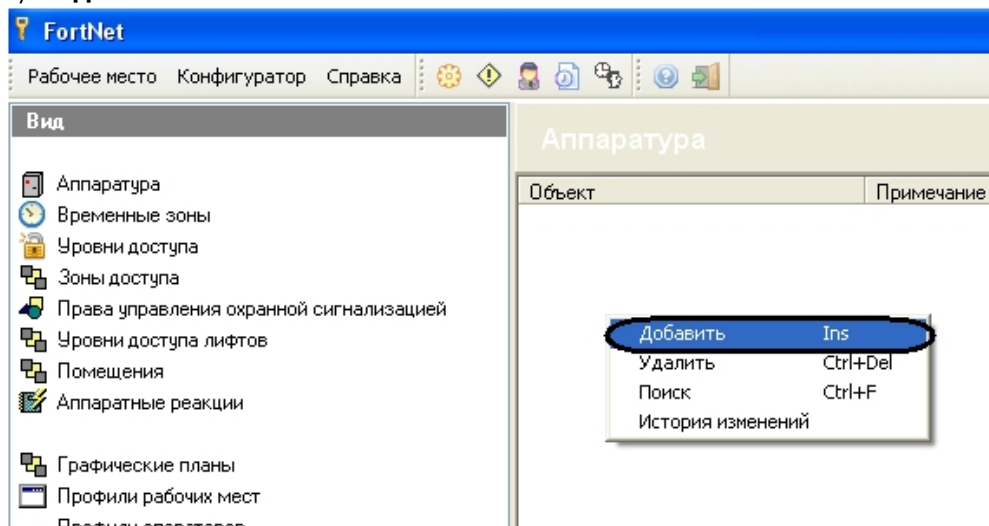 FortNet
Рабочее место Конфигуратор Справка
Вид
Аппаратура
Временные зоны
Уровни доступа
Зоны доступа
Права управления охранной сигнализацией
Уровни доступа лифтов
Помещения
Аппаратные реакции
Графические планы
Профили рабочих мест
Аппаратура
Объект Примечание
Добавить Ins
Удалить Ctrl+Del
Поиск Ctrl+F
История изменений